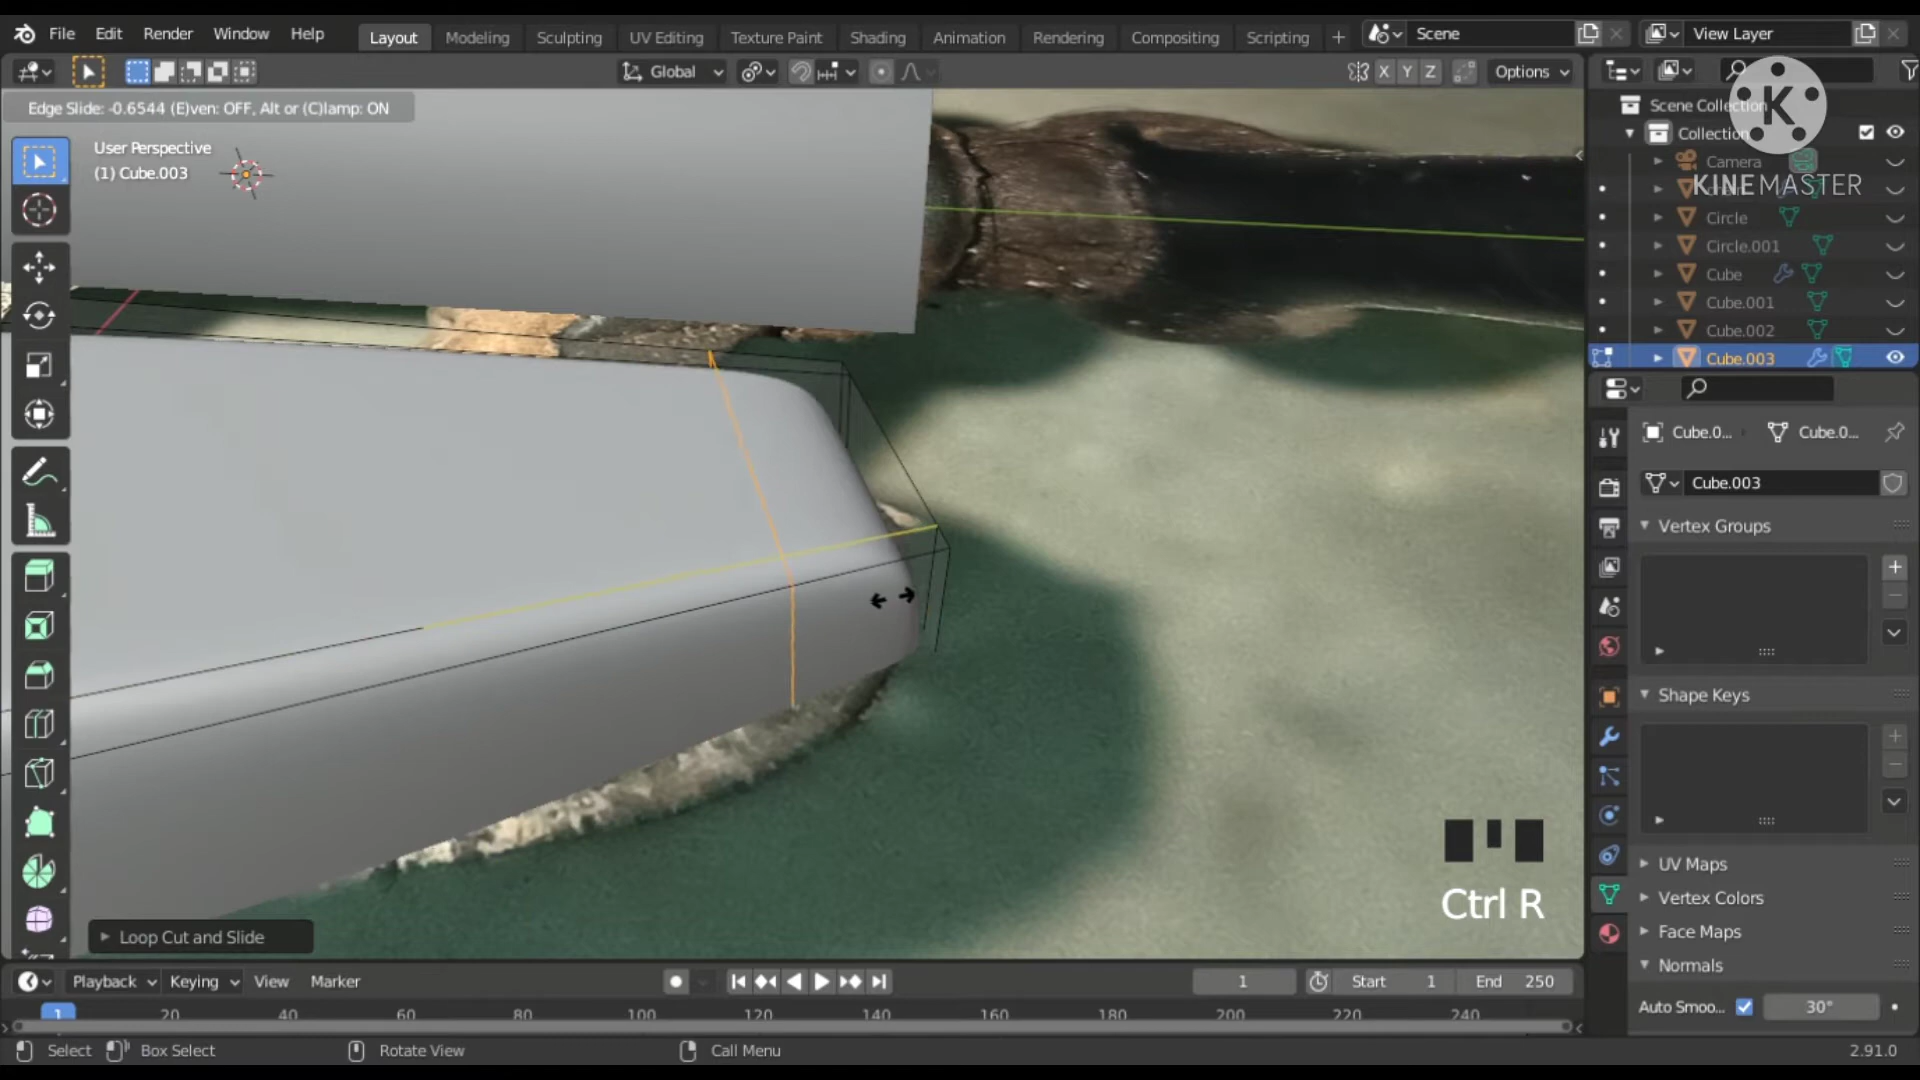 File Edit Render Window Help
Layout Modeling Sculpting UV Editing Texture Paint Shading Animation Rendering Compositing Scripting +
Scene
View Layer
Global
X Y Z
Options
Edge Slide: -0.6544 (E)ven: OFF, Alt or (C)lamp: ON
User Perspective
(1) Cube.003
Scene Collection
Collection
Camera
K
KINEMASTER
Circle
Circle.001
Cube
Cube.001
Cube.002
Cube.003
Cube.0... Cube.0...
Cube.003
Vertex Groups
Shape Keys
UV Maps
Vertex Colors
Face Maps
Normals
Auto Smoo... 30°
Ctrl R
Loop Cut and Slide
Playback Keying View Marker
1
Start 1
End 250
1 20 40 60 80 100 120 140 160 180 200 220 240
Select Box Select Rotate View Call Menu 2.91.0